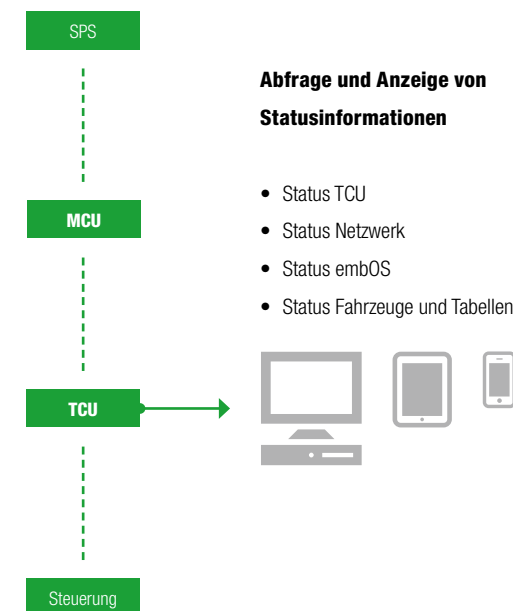 SPS
Abfrage und Anzeige von
Statusinformationen
• Status TCU
MCU
• Status Netzwerk
• Status embOS
• Status Fahrzeuge und Tabellen
TCU
Steuerung